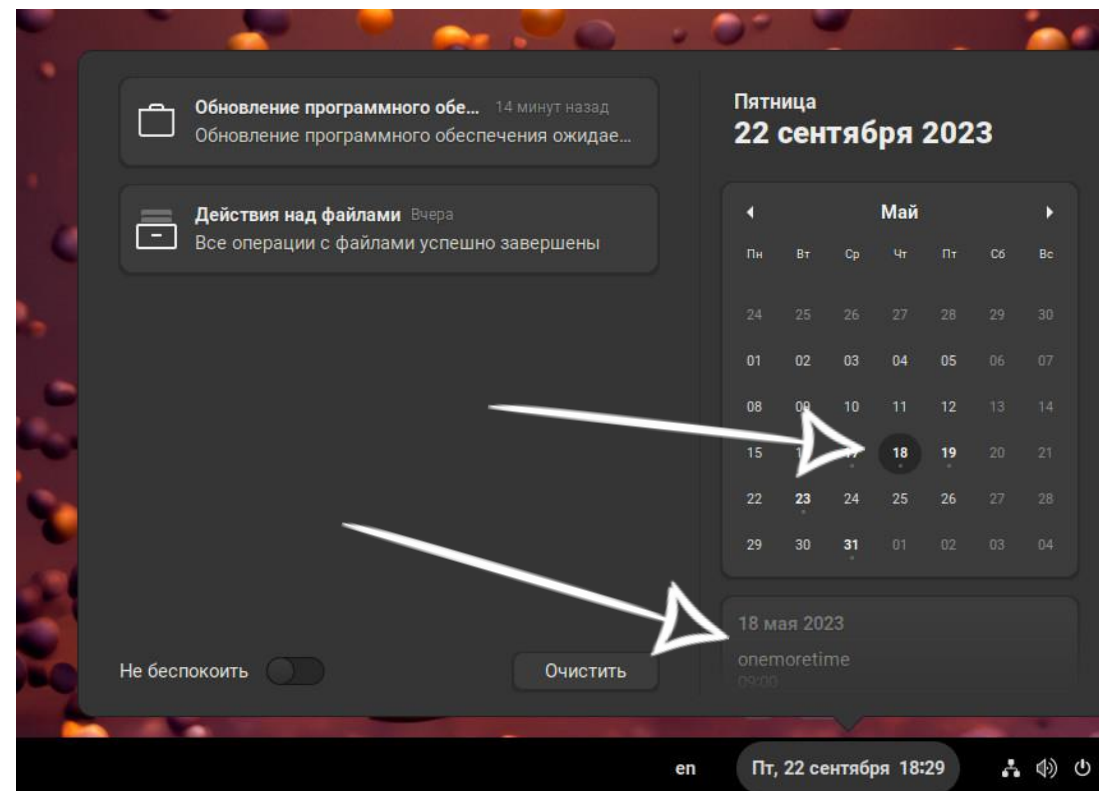 Обновление программного обе... 14 минут назад
Обновление программного обеспечения ожидае...
Действия над файлами Вчера
Все операции с файлами успешно завершены
Не беспокоить
Очистить
Пятница
22 сентября 2023
Май
Пн Вт Ср Чт Пт Сб Вс
24 25 26 27 28 29 30
01 02 03 04 05 06 07
08 09 10 11 12 13 14
15 17 18 19 20 21
22 23 24 25 26 27 28
29 30 31 01 02 03 04
18 мая 2023
onemoretime
09:00
en Пт, 22 сентября 18:29